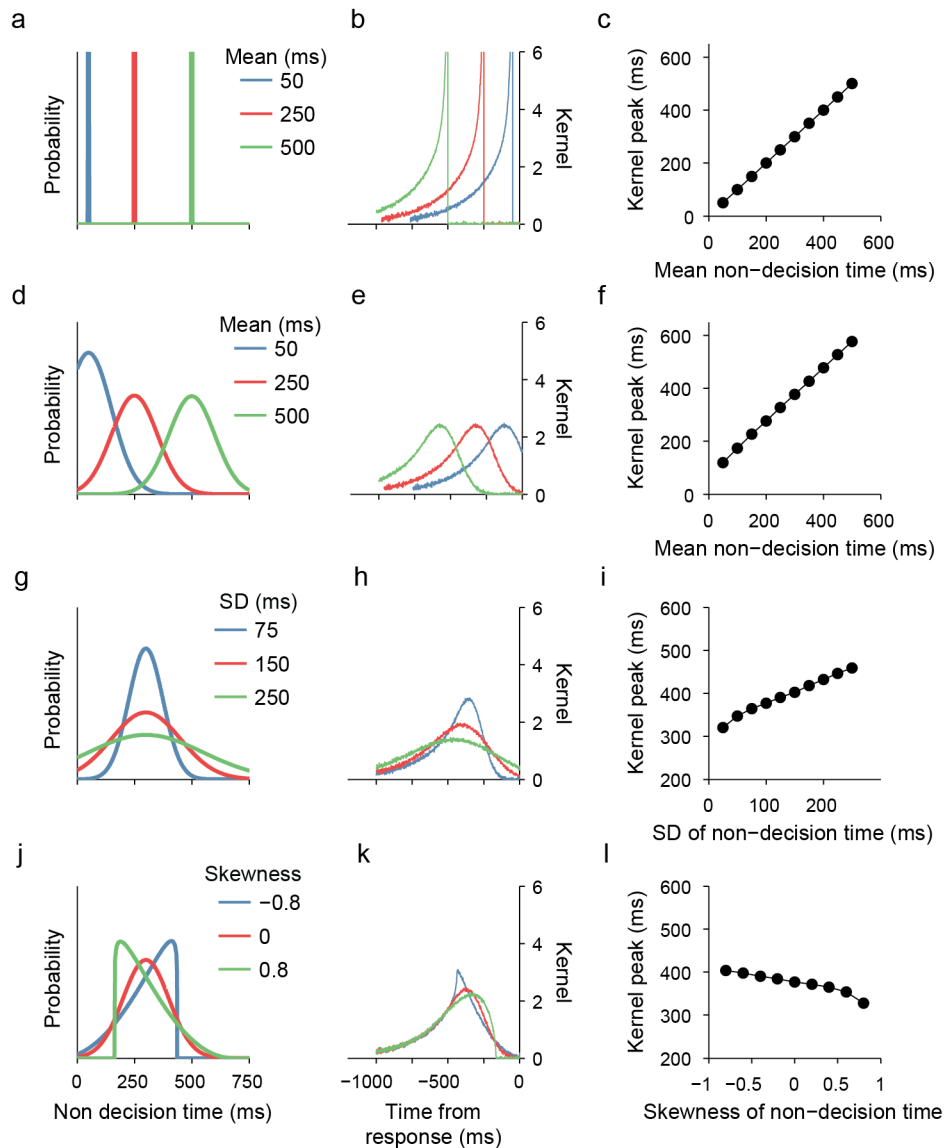 a
b
c
Mean (ms)
50
250
500
Probability
6
4
2
0
Kernel
600
400
200
0
Kernel peak (ms)
0
200
400
600
Mean non−decision time (ms)
d
e
f
Mean (ms)
50
250
500
Probability
6
4
2
0
Kernel
600
400
200
0
Kernel peak (ms)
0
200
400
600
Mean non−decision time (ms)
g
h
i
SD (ms)
75
150
250
Probability
6
4
2
0
Kernel
600
500
400
300
200
Kernel peak (ms)
0
100
200
SD of non−decision time (ms)
j
k
l
Skewness
−0.8
0
0.8
Probability
0
250
500
750
Non decision time (ms)
6
4
2
0
Kernel
−1000
−500
0
Time from
response (ms)
600
500
400
300
200
Kernel peak (ms)
−1
−0.5
0
0.5
1
Skewness of non−decision time